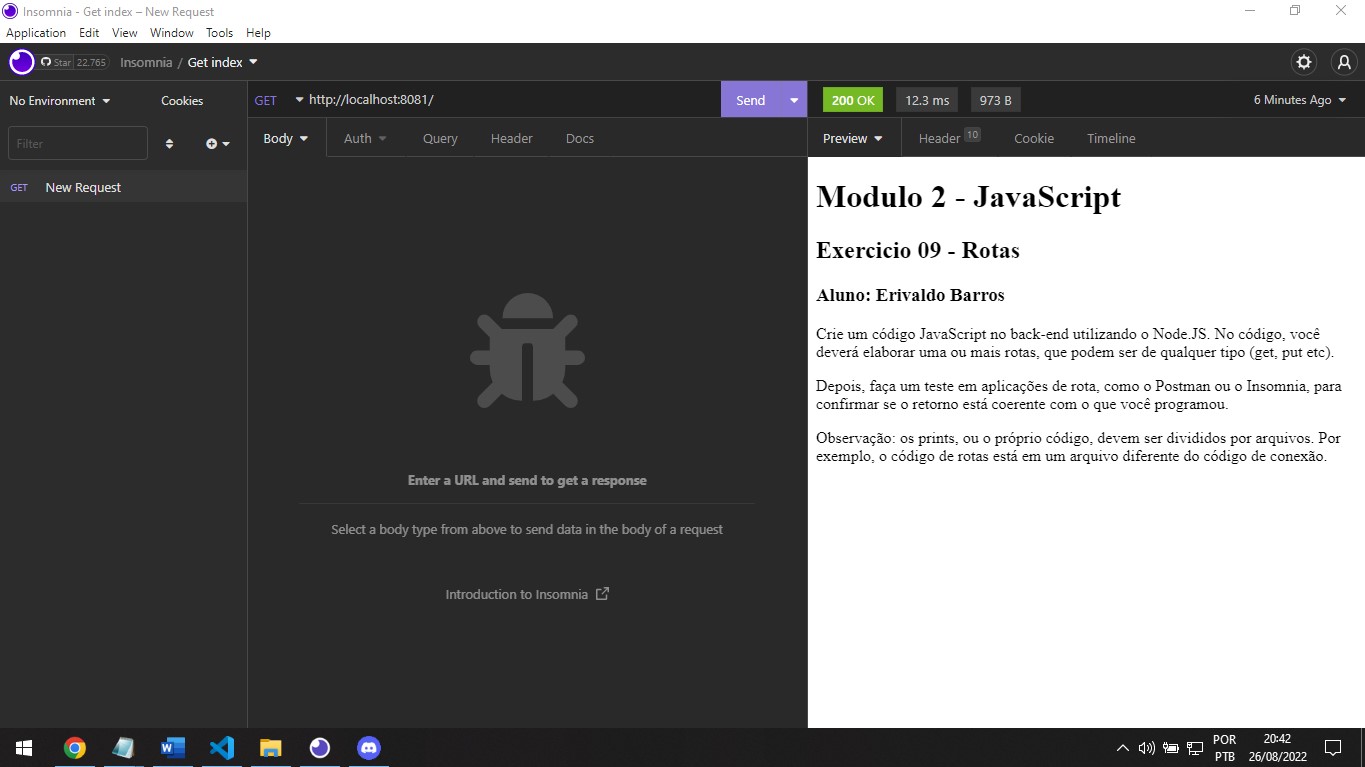 Insomnia - Get index – New Request
Application Edit View Window Tools Help
Star 22.765 Insomnia / Get index
No Environment Cookies
GET http://localhost:8081/ Send
200 OK 12.3 ms 973 B 6 Minutes Ago
Filter
Body Auth Query Header Docs
Preview Header 10 Cookie Timeline
GET New Request
Modulo 2 - JavaScript
Exercicio 09 - Rotas
Aluno: Erivaldo Barros
Crie um código JavaScript no back-end utilizando o Node.JS. No código, você
deverá elaborar uma ou mais rotas, que podem ser de qualquer tipo (get, put etc).
Depois, faça um teste em aplicações de rota, como o Postman ou o Insomnia, para
confirmar se o retorno está coerente com o que você programou.
Observação: os prints, ou o próprio código, devem ser divididos por arquivos. Por
exemplo, o código de rotas está em um arquivo diferente do código de conexão.
Enter a URL and send to get a response
Select a body type from above to send data in the body of a request
Introduction to Insomnia
POR 20:42
PTB 26/08/2022